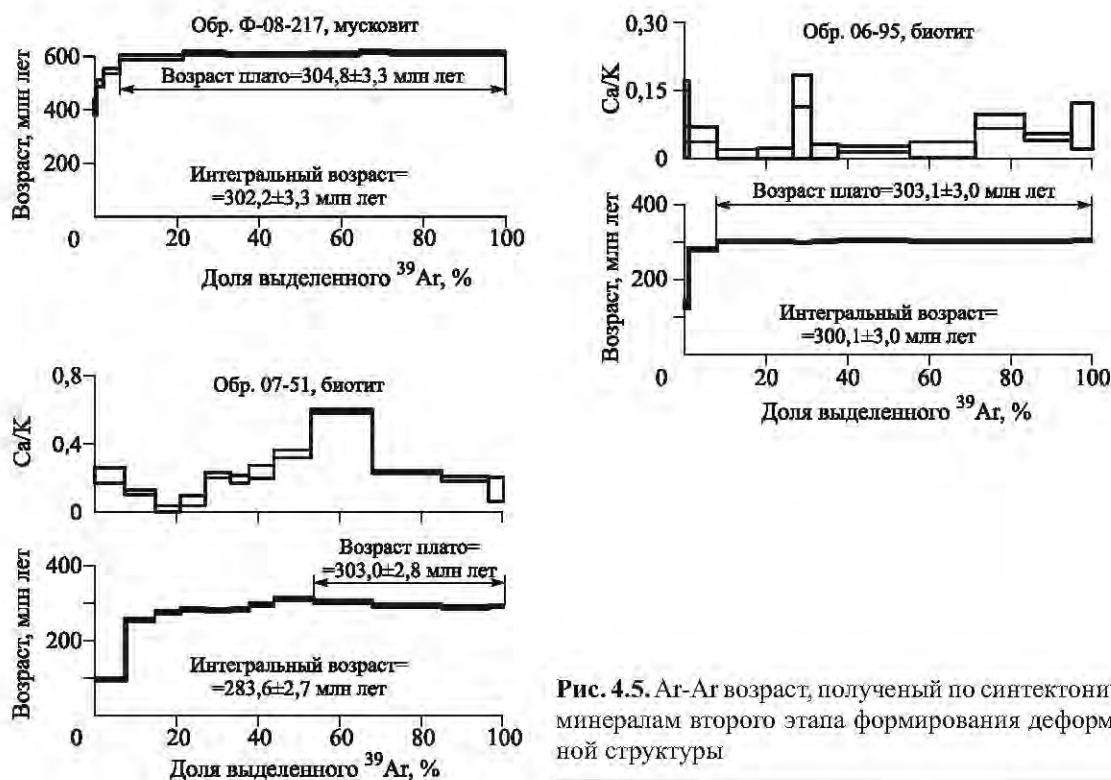 Обр. Ф-08-217, мусковит
Возраст, млн лет
600
400
200
0
Возраст плато=304,8±3,3 млн лет
Интегральный возраст=
=302,2±3,3 млн лет
20
40
60
80
100
Доля выделенного ³⁹Ar, %
Обр. 06-95, биотит
Ca/K
0,30
0,15
0
Возраст, млн лет
400
200
0
Возраст плато=303,1±3,0 млн лет
Интегральный возраст=
=300,1±3,0 млн лет
20
40
60
80
100
Доля выделенного ³⁹Ar, %
Обр. 07-51, биотит
Ca/K
0,8
0,4
0
Возраст, млн лет
400
200
0
Возраст плато=
=303,0±2,8 млн лет
Интегральный возраст=
=283,6±2,7 млн лет
20
40
60
80
100
Доля выделенного ³⁹Ar, %
Рис. 4.5. Ar-Ar возраст, полученый по синтектони
минералам второго этапа формирования деформ
ной структуры